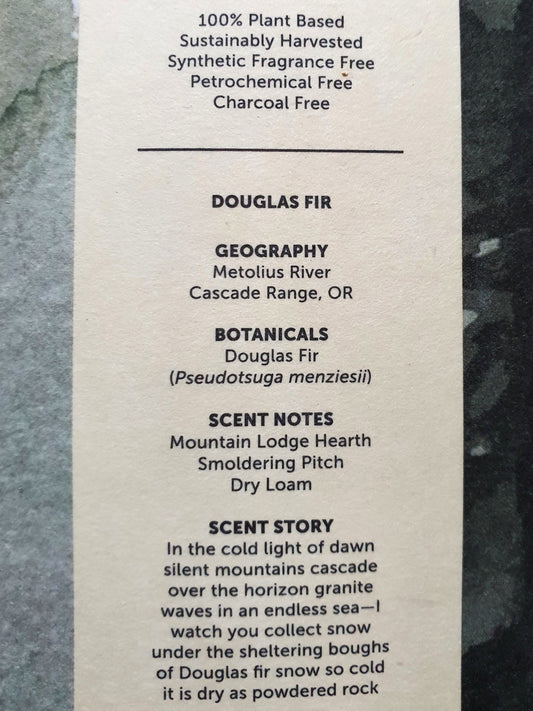 100% Plant Based
Sustainably Harvested
Synthetic Fragrance Free
Petrochemical Free
Charcoal Free
DOUGLAS FIR
GEOGRAPHY
Metolius River
Cascade Range, OR
BOTANICALS
Douglas Fir
(Pseudotsuga menziesii)
SCENT NOTES
Mountain Lodge Hearth
Smoldering Pitch
Dry Loam
SCENT STORY
In the cold light of dawn
silent mountains cascade
over the horizon granite
waves in an endless sea—I
watch you collect snow
under the sheltering boughs
of Douglas fir snow so cold
it is dry as powdered rock